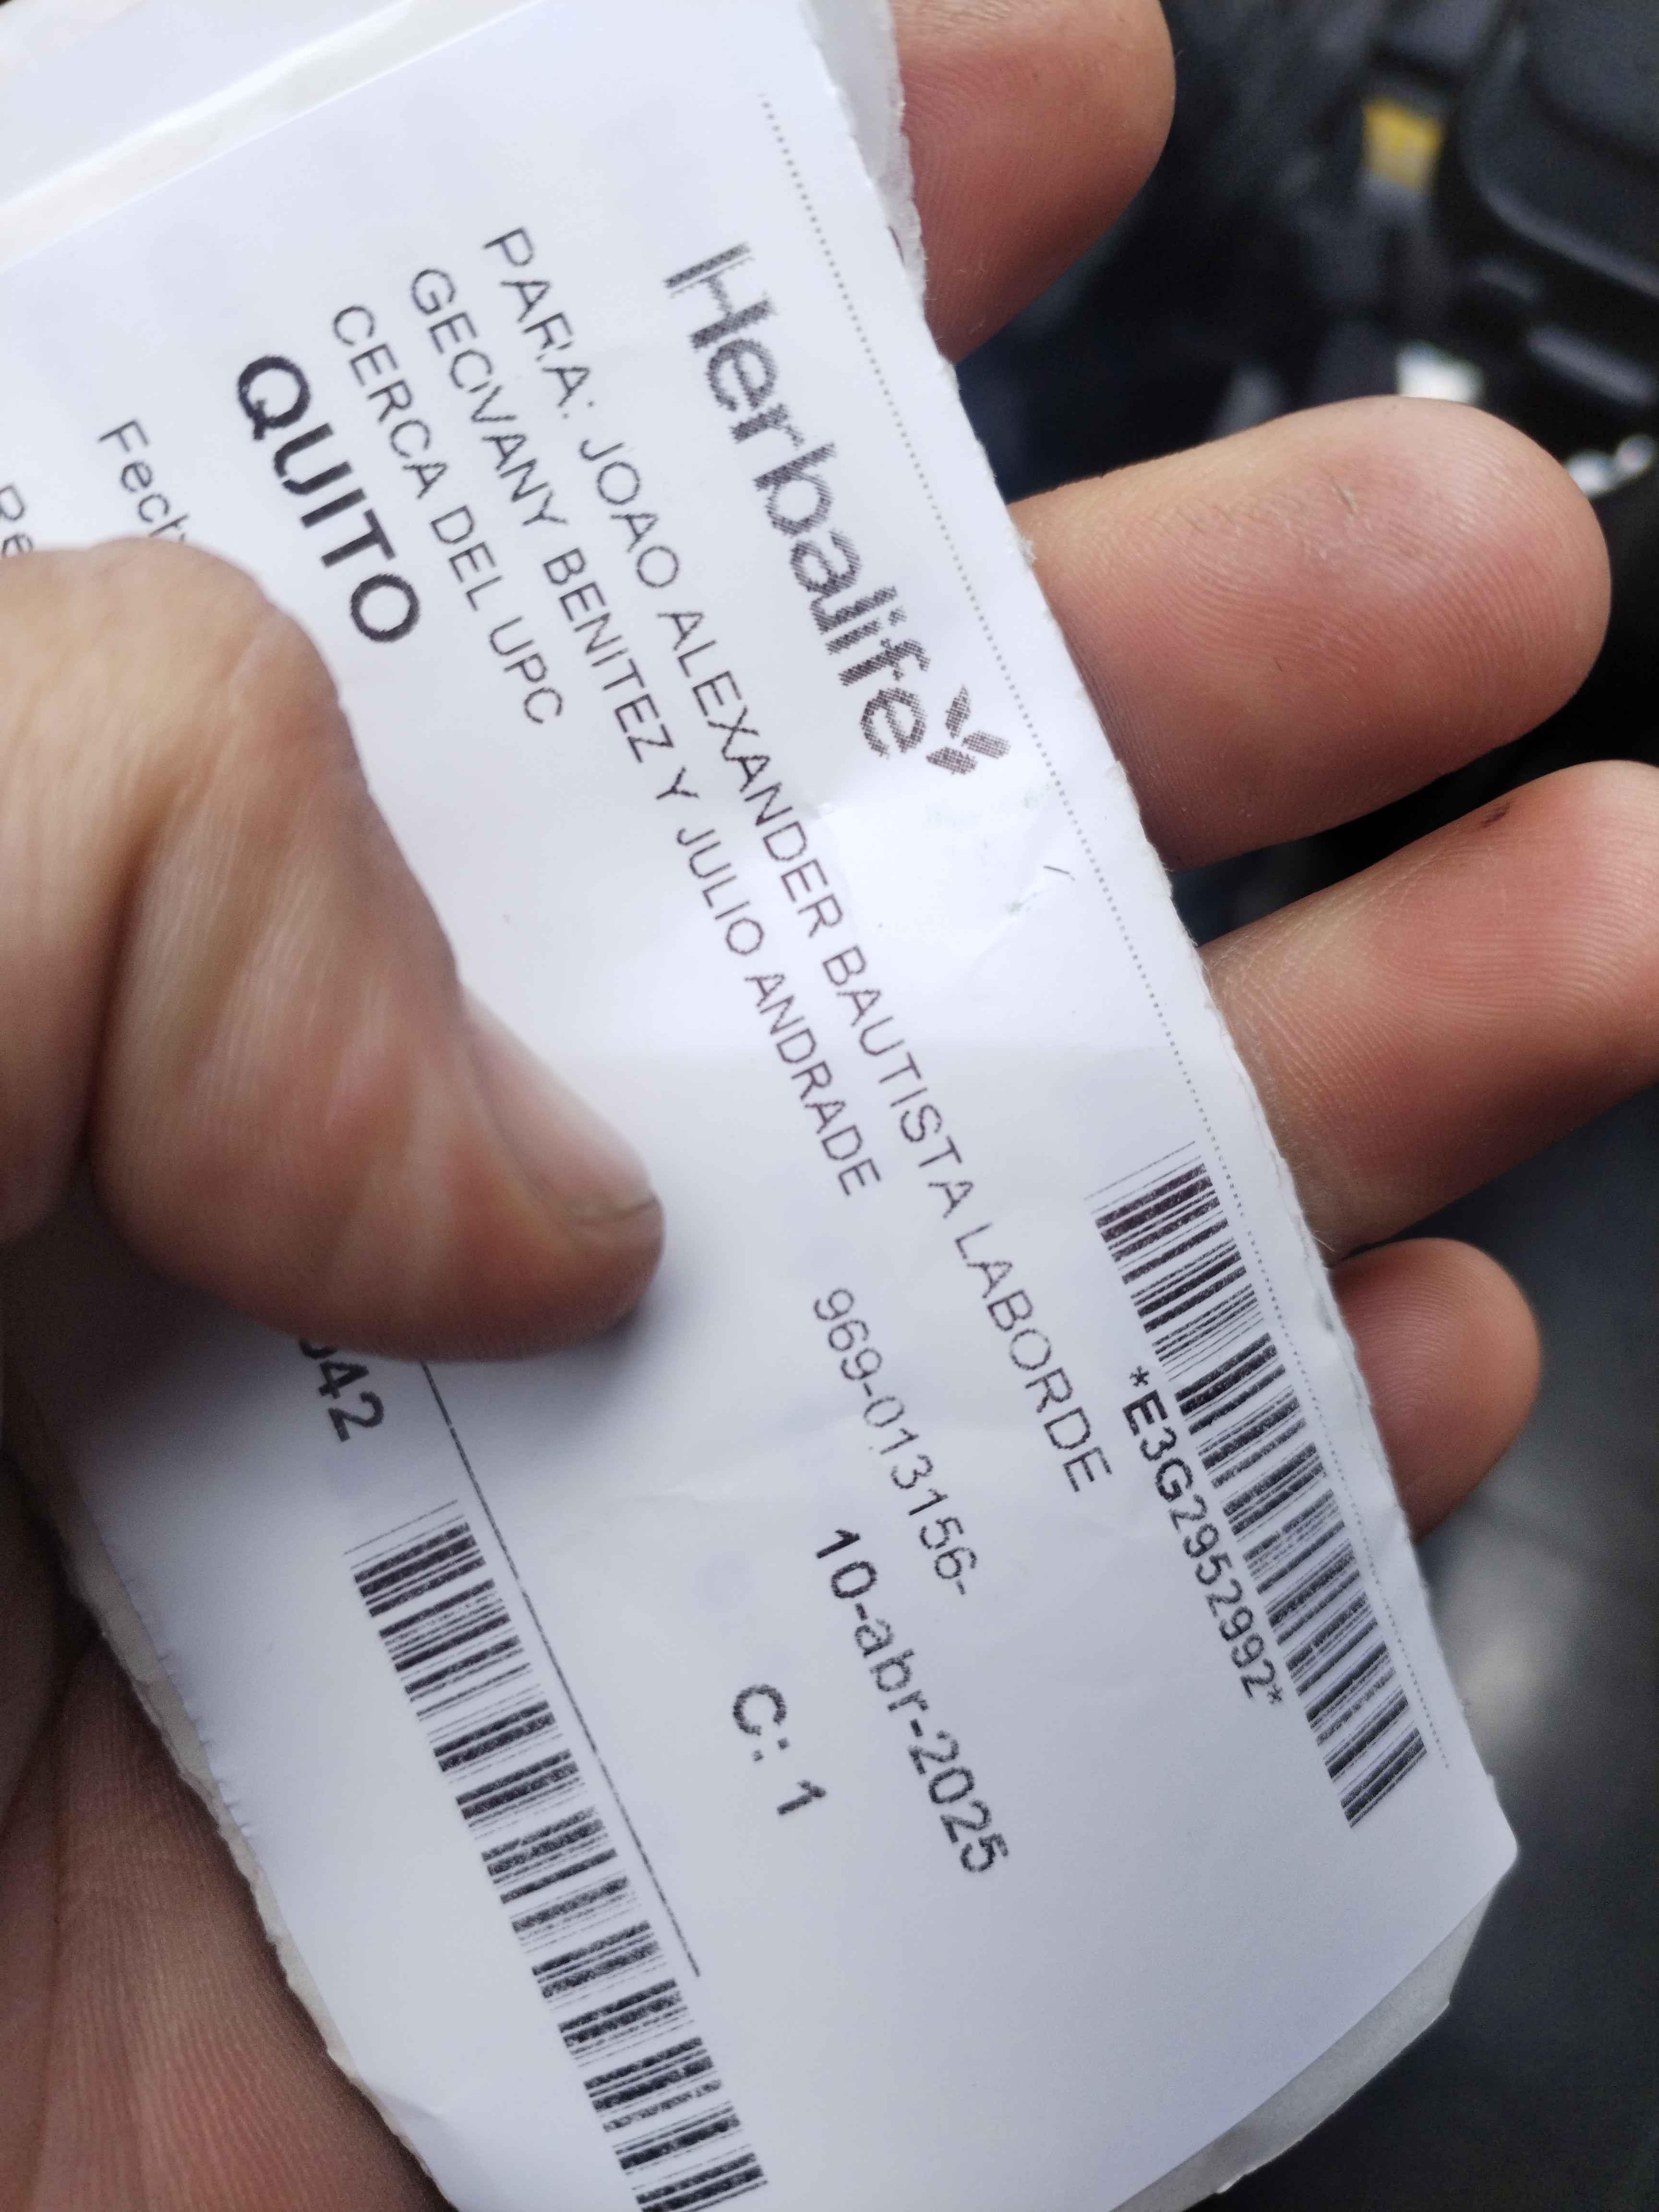 Herbalife
*E3G2952992*
PARA: JOAO ALEXANDER BAUTISTA LABORDE
GEOVANY BENITEZ Y JULIO ANDRADE 969-013156-
CERCA DEL UPC 10-abr-2025
QUITO C: 1